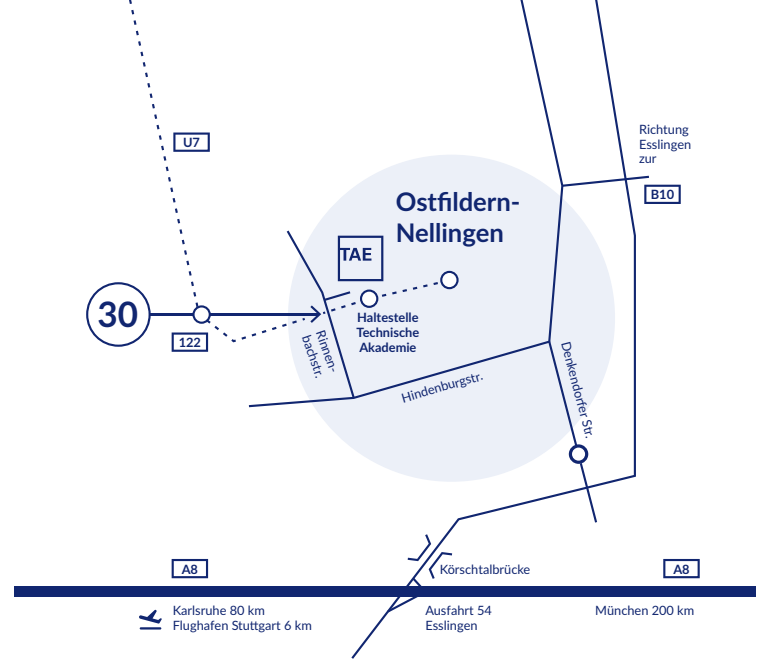 U7
Richtung
Esslingen
zur
B10
Ostfildern-
Nellingen
TAE
30
122
Haltestelle
Technische
Akademie
Rinnen-
bachstr.
Hindenburgstr.
Denkendorfer Str.
A8
Körschtalbrücke
A8
Karlsruhe 80 km
Flughafen Stuttgart 6 km
Ausfahrt 54
Esslingen
München 200 km